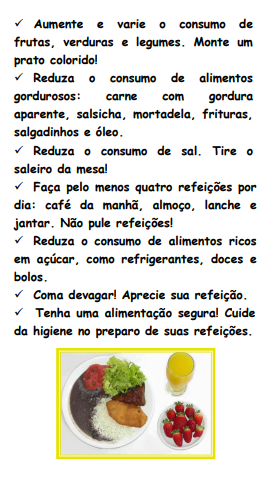 ✓ Aumente e varie o consumo de
frutas, verduras e legumes. Monte um
prato colorido!
✓ Reduza o consumo de alimentos
gordurosos: carne com gordura
aparente, salsicha, mortadela, frituras,
salgadinhos e óleo.
✓ Reduza o consumo de sal. Tire o
saleiro da mesa!
✓ Faça pelo menos quatro refeições por
dia: café da manhã, almoço, lanche e
jantar. Não pule refeições!
✓ Reduza o consumo de alimentos ricos
em açúcar, como refrigerantes, doces e
bolos.
✓ Coma devagar! Aprecie sua refeição.
✓ Tenha uma alimentação segura! Cuide
da higiene no preparo de suas refeições.